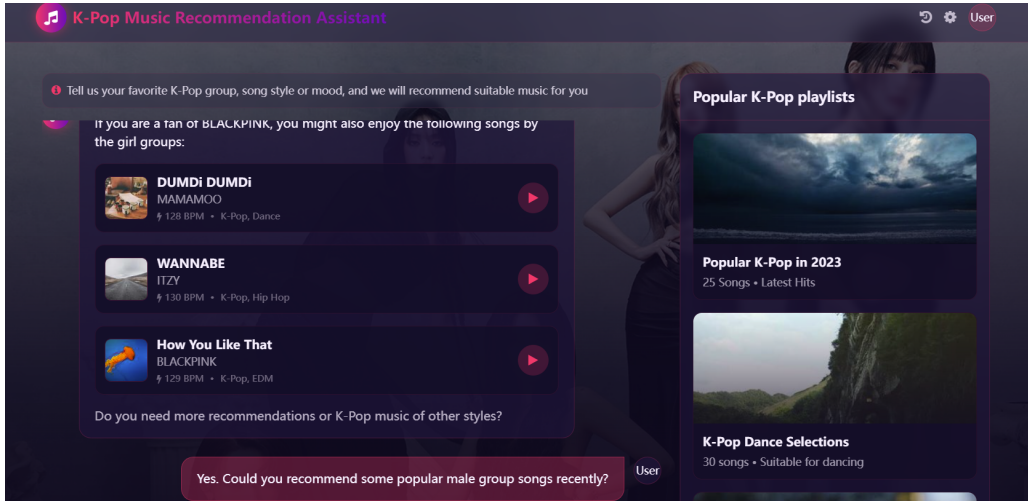 K-Pop Music Recommendation Assistant
User
Tell us your favorite K-Pop group, song style or mood, and we will recommend suitable music for you
If you are a fan of BLACKPINK, you might also enjoy the following songs by
the girl groups:
DUMDi DUMDi
MAMAMOO
128 BPM • K-Pop, Dance
WANNABE
ITZY
130 BPM • K-Pop, Hip Hop
How You Like That
BLACKPINK
129 BPM • K-Pop, EDM
Do you need more recommendations or K-Pop music of other styles?
Yes. Could you recommend some popular male group songs recently?
User
Popular K-Pop playlists
Popular K-Pop in 2023
25 Songs • Latest Hits
K-Pop Dance Selections
30 songs • Suitable for dancing